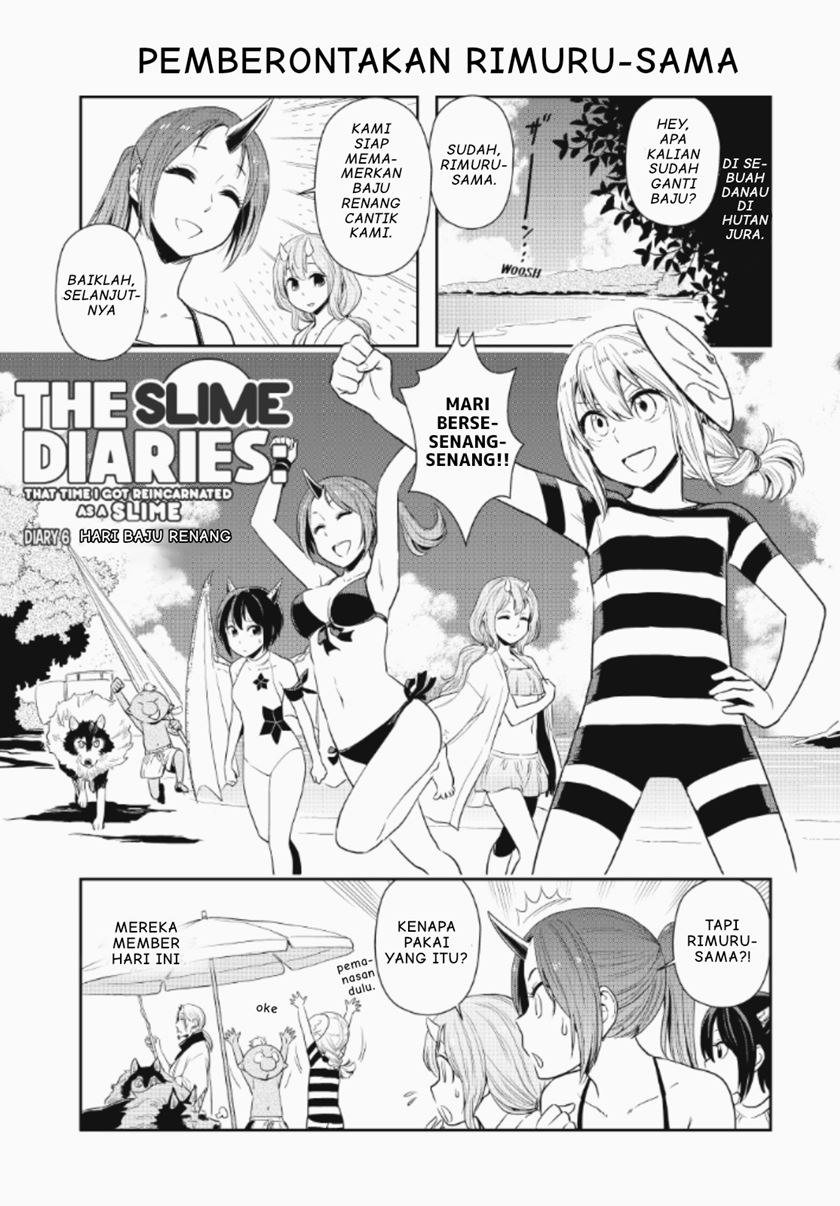 PEMBERONTAKAN RIMURU-SAMA
DI SE-
BUAH
DANAU
DI
HUTAN
JURA.
HEY,
APA
KALIAN
SUDAH
GANTI
BAJU?
ザ
ー
ン
WOOSH
SUDAH,
RIMURU-
SAMA.
KAMI
SIAP
MEMA-
MERKAN
BAJU
RENANG
CANTIK
KAMI.
BAIKLAH,
SELANJUT-
NYA
MARI
BERSE-
SENANG-
SENANG!!
THE SLIME
DIARIES:
THAT TIME I GOT REINCARNATED
AS A SLIME
DIARY 6 HARI BAJU RENANG
TAPI
RIMURU-
SAMA?!
KENAPA
PAKAI
YANG ITU?
pema-
nasan
dulu.
oke
MEREKA
MEMBER
HARI INI